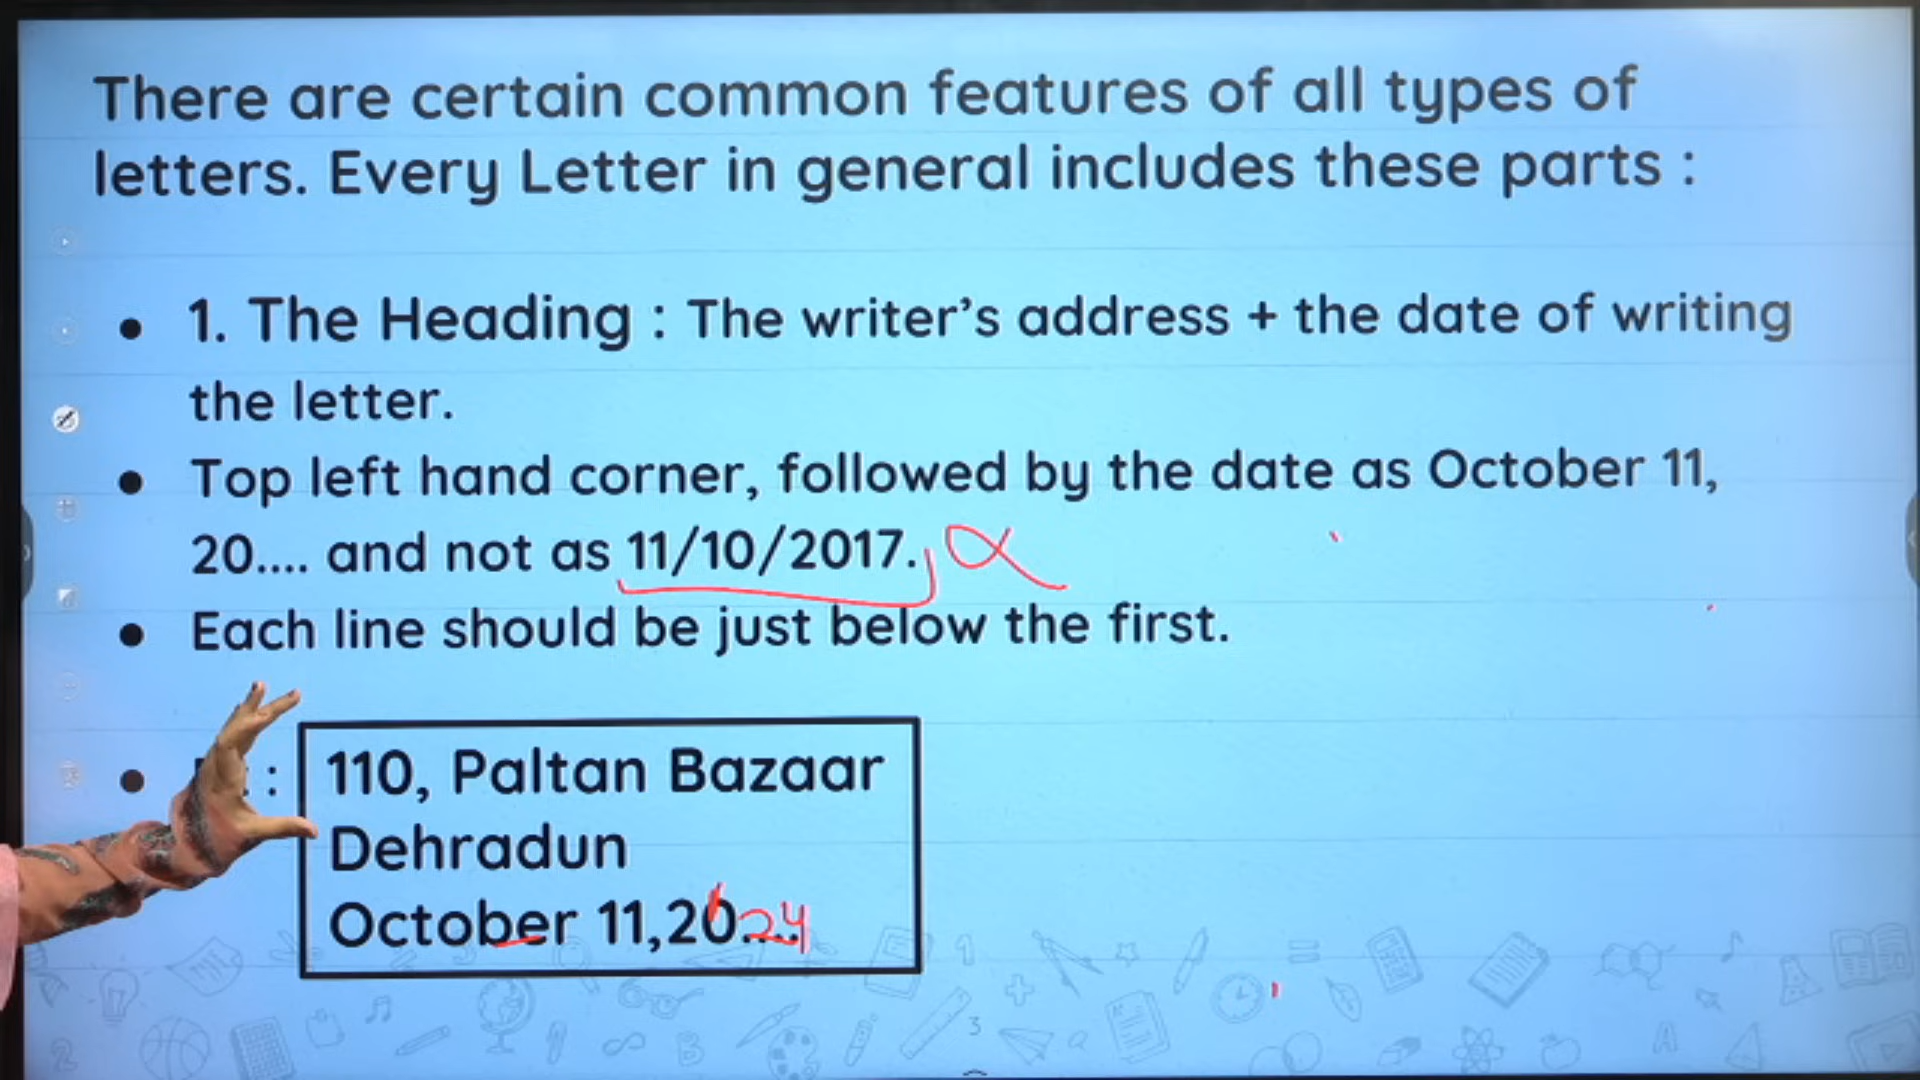 There are certain common features of all types of
letters. Every Letter in general includes these parts :
• 1. The Heading : The writer's address + the date of writing
the letter.
• Top left hand corner, followed by the date as October 11,
20.... and not as 11/10/2017.
• Each line should be just below the first.
• :
110, Paltan Bazaar
Dehradun
October 11,20....24
3